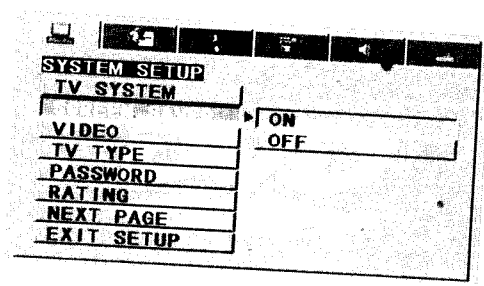 SYSTEM SETUP
TV SYSTEM
ON
VIDEO
OFF
TV TYPE
PASSWORD
RATING
NEXT PAGE
EXIT SETUP